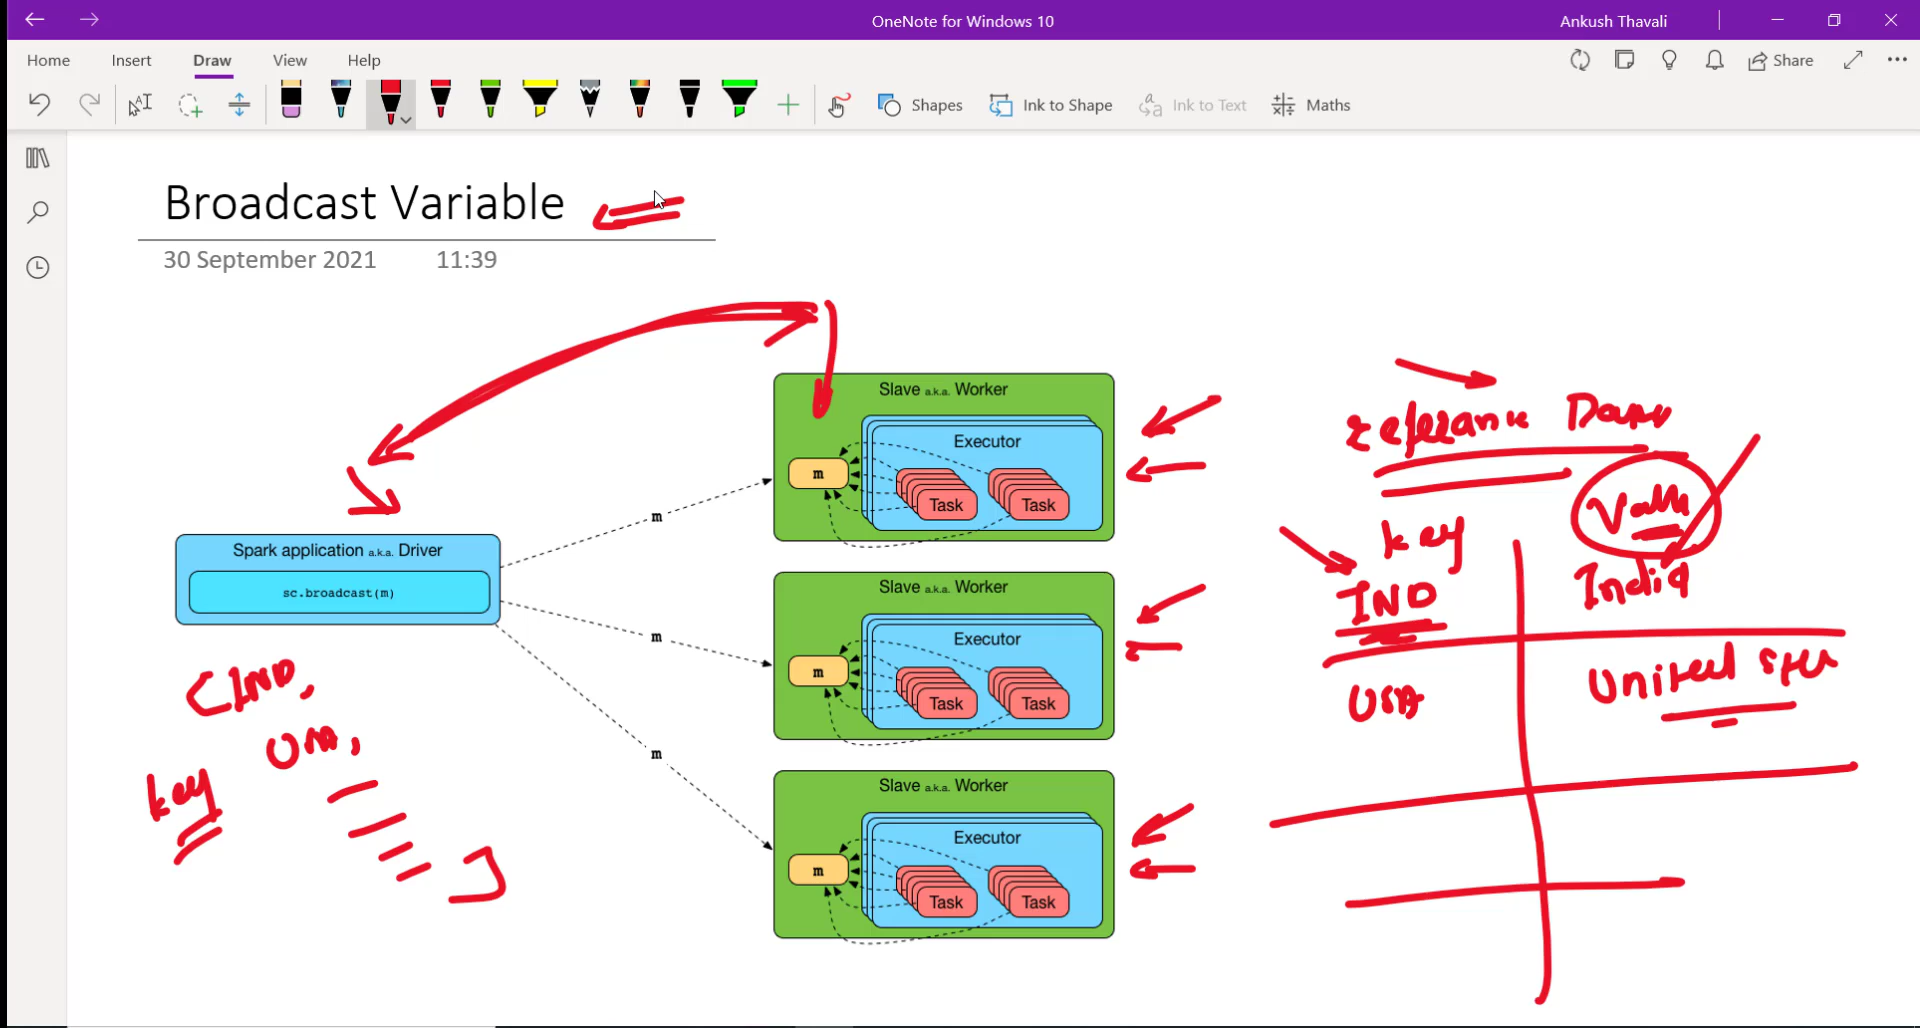 OneNote for Windows 10
Ankush Thavali
Home Insert Draw View Help
Share
Shapes
Ink to Shape
Ink to Text
Maths
Broadcast Variable
30 September 2021 11:39
Spark application a.k.a. Driver
sc.broadcast(m)
m
m
m
Slave a.k.a. Worker
Executor
m
Task Task
Slave a.k.a. Worker
Executor
m
Task Task
Slave a.k.a. Worker
Executor
m
Task Task
key
IND India
USA United
[IND,
key